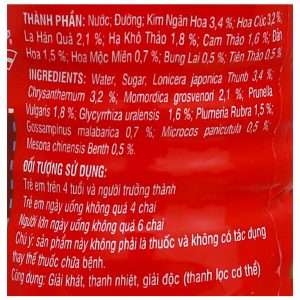 THÀNH PHẦN: Nước; Đường; Kim Ngân Hoa 3,4 %; Hoa Cúc 3,2 %;
La Hán Quả 2,1 %; Hạ Khô Thảo 1,8 %; Cam Thảo 1,6 %; Đản
Hoa 1,5 %; Hoa Mộc Miên 0,7 %; Bung Lai 0,5 %; Tiên Thảo 0,5 %.
INGREDIENTS: Water, Sugar, Lonicera japonica Thunb 3,4 %;
Chrysanthemum 3,2 %; Momordica grosvenori 2,1 %; Prunella
Vulgaris 1,8 %; Glycyrrhiza uralensis 1,6 %; Plumeria Rubra 1,5 %;
Gossampinus malabarica 0,7 %; Microcos panicutula 0,5 %;
Mesona chinensis Benth 0,5 %.
ĐỐI TƯỢNG SỬ DỤNG:
Trẻ em trên 4 tuổi và người trưởng thành
Trẻ em ngày uống không quá 4 chai
Người lớn ngày uống không quá 6 chai
Chú ý: sản phẩm này không phải là thuốc và không có tác dụng
thay thế thuốc chữa bệnh.
Công dụng: Giải khát, thanh nhiệt, giải độc (thanh lọc cơ thể)